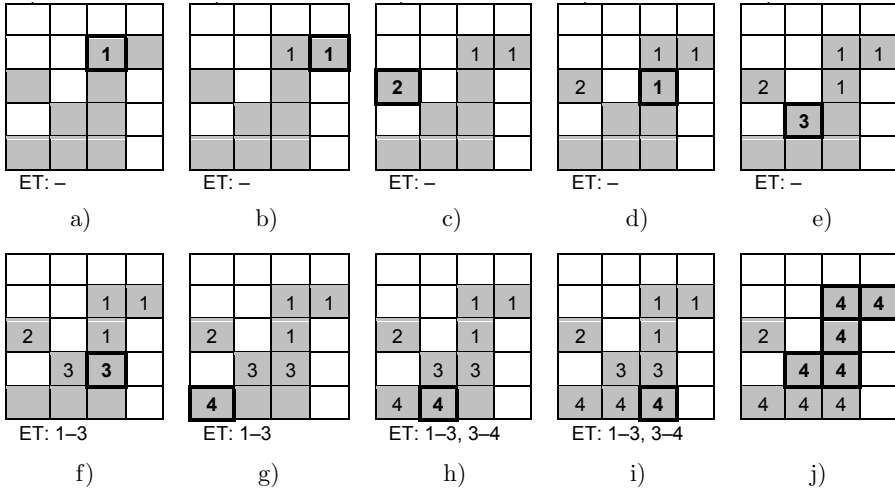 1 1 1 1 1 1 1 1 1
2 2 1 2 1
3
ET: – ET: – ET: – ET: – ET: –
a) b) c) d) e)
1 1 1 1 1 1 1 1 4 4
2 1 2 1 2 1 2 1 2 4
3 3 3 3 3 3 3 3 4 4
4 4 4 4 4 4 4 4 4
ET: 1–3 ET: 1–3 ET: 1–3, 3–4 ET: 1–3, 3–4
f) g) h) i) j)